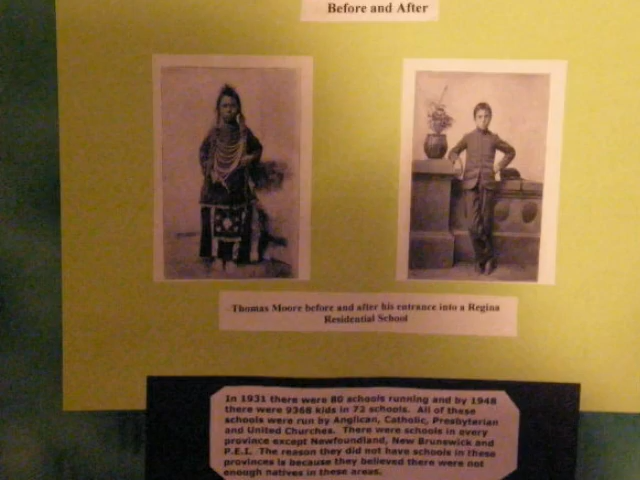 Before and After
Thomas Moore before and after his entrance into a Regina
Residential School
In 1931 there were 80 schools running and by 1948
there were 9368 kids in 72 schools. All of these
schools were run by Anglican, Catholic, Presbyterian
and United Churches. There were schools in every
province except Newfoundland, New Brunswick and
P.E.I. The reason they did not have schools in these
provinces is because they believed there were not
enough natives in these areas.